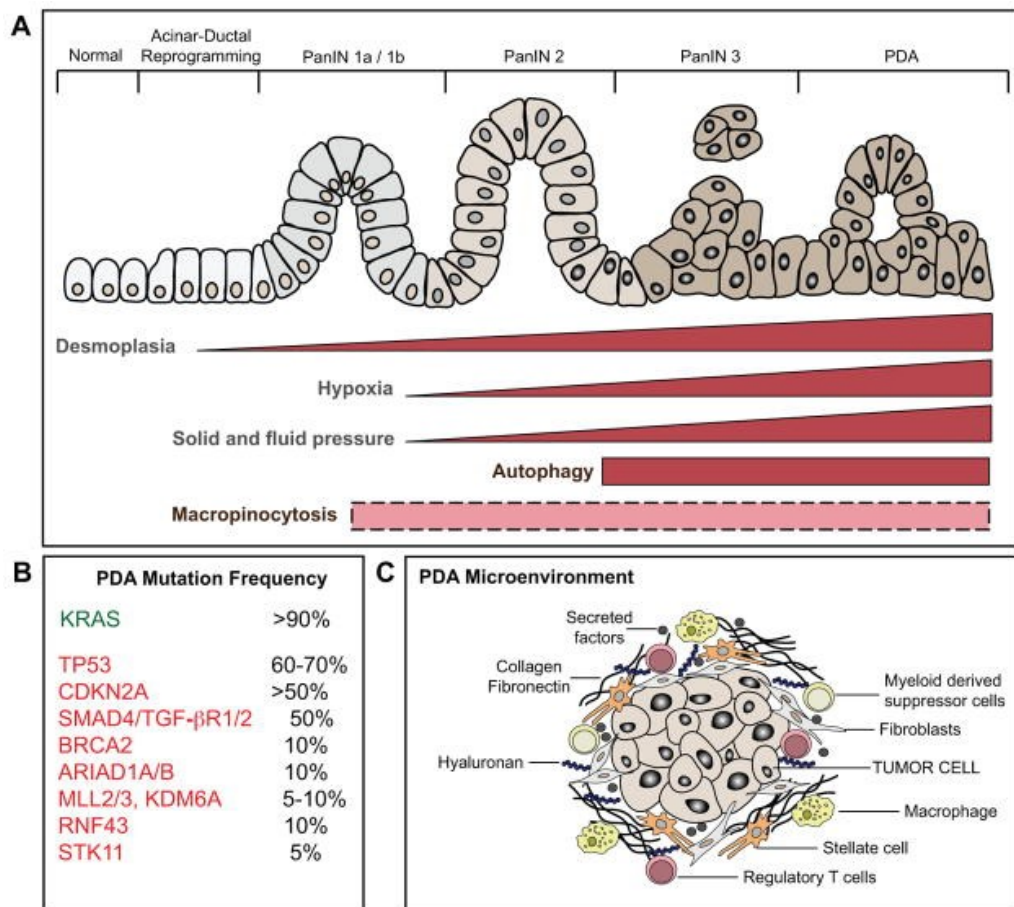 A
Normal
Acinar-Ductal
Reprogramming
PanIN 1a / 1b
PanIN 2
PanIN 3
PDA
Desmoplasia
Hypoxia
Solid and fluid pressure
Autophagy
Macropinocytosis
B
PDA Mutation Frequency
KRAS >90%
TP53 60-70%
CDKN2A >50%
SMAD4/TGF-βR1/2 50%
BRCA2 10%
ARIAD1A/B 10%
MLL2/3, KDM6A 5-10%
RNF43 10%
STK11 5%
C
PDA Microenvironment
Secreted
factors
Collagen
Fibronectin
Hyaluronan
Myeloid derived
suppressor cells
Fibroblasts
TUMOR CELL
Macrophage
Stellate cell
Regulatory T cells